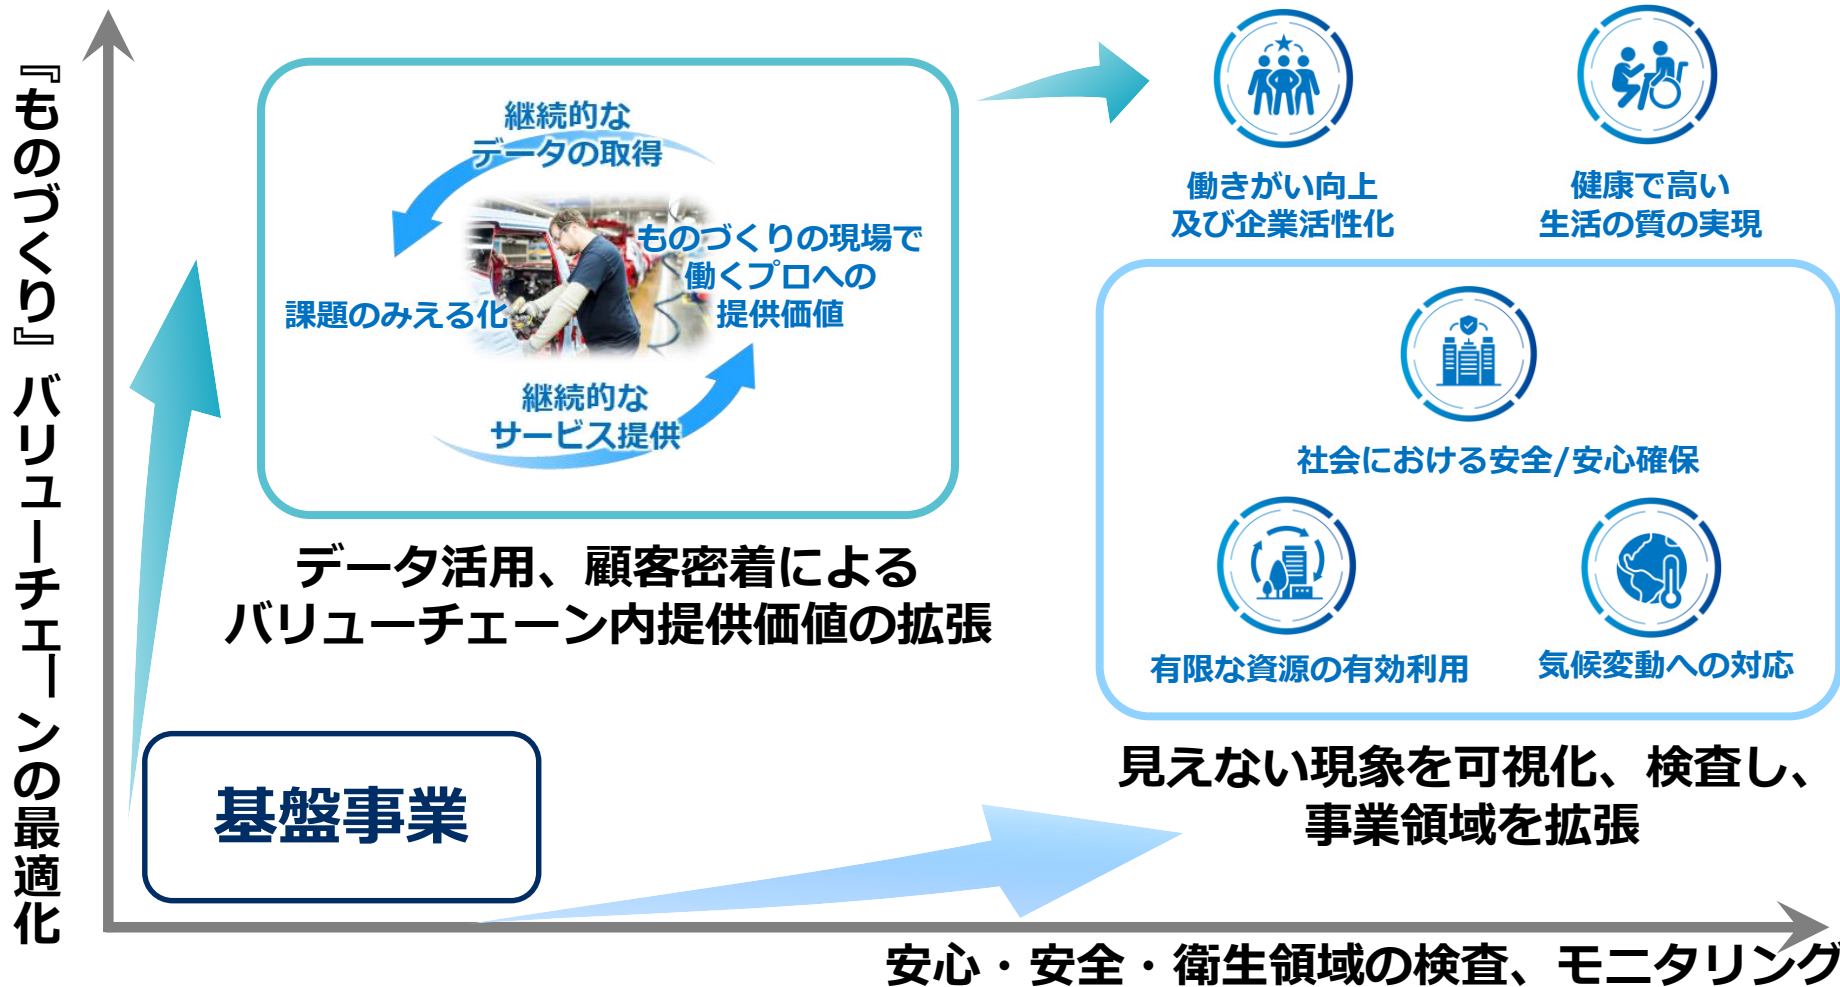 『ものづくり』バリューチェーンの最適化
継続的な
データの取得
課題のみえる化
ものづくりの現場で
働くプロへの
提供価値
継続的な
サービス提供
データ活用、顧客密着による
バリューチェーン内提供価値の拡張
働きがい向上
及び企業活性化
健康で高い
生活の質の実現
社会における安全/安心確保
有限な資源の有効利用
気候変動への対応
見えない現象を可視化、検査し、
事業領域を拡張
基盤事業
安心・安全・衛生領域の検査、モニタリング